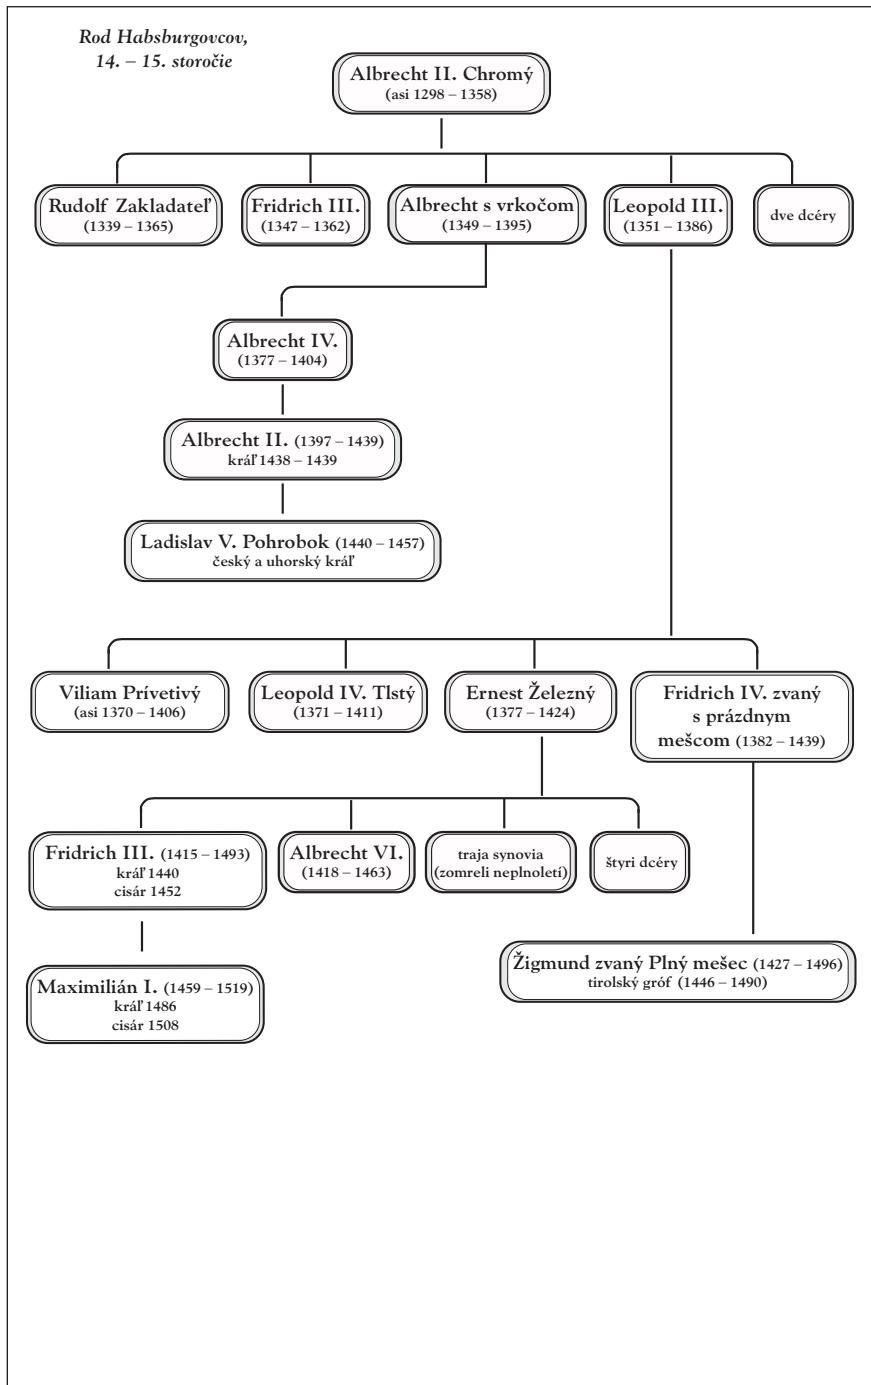 Rod Habsburgovcov,
14. – 15. storočie
Albrecht II. Chromý
(asi 1298 – 1358)
Rudolf Zakladateľ
(1339 – 1365)
Fridrich III.
(1347 – 1362)
Albrecht s vrkočom
(1349 – 1395)
Leopold III.
(1351 – 1386)
dve dcéry
Albrecht IV.
(1377 – 1404)
Albrecht II. (1397 – 1439)
kráľ 1438 – 1439
Ladislav V. Pohrobok (1440 – 1457)
český a uhorský kráľ
Viliam Prívetivý
(asi 1370 – 1406)
Leopold IV. Tlstý
(1371 – 1411)
Ernest Železný
(1377 – 1424)
Fridrich IV. zvaný
s prázdnym
mešcom (1382 – 1439)
Fridrich III. (1415 – 1493)
kráľ 1440
cisár 1452
Albrecht VI.
(1418 – 1463)
traja synovia
(zomreli neplnoletí)
štyri dcéry
Maximilián I. (1459 – 1519)
kráľ 1486
cisár 1508
Žigmund zvaný Plný mešec (1427 – 1496)
tirolský gróf (1446 – 1490)